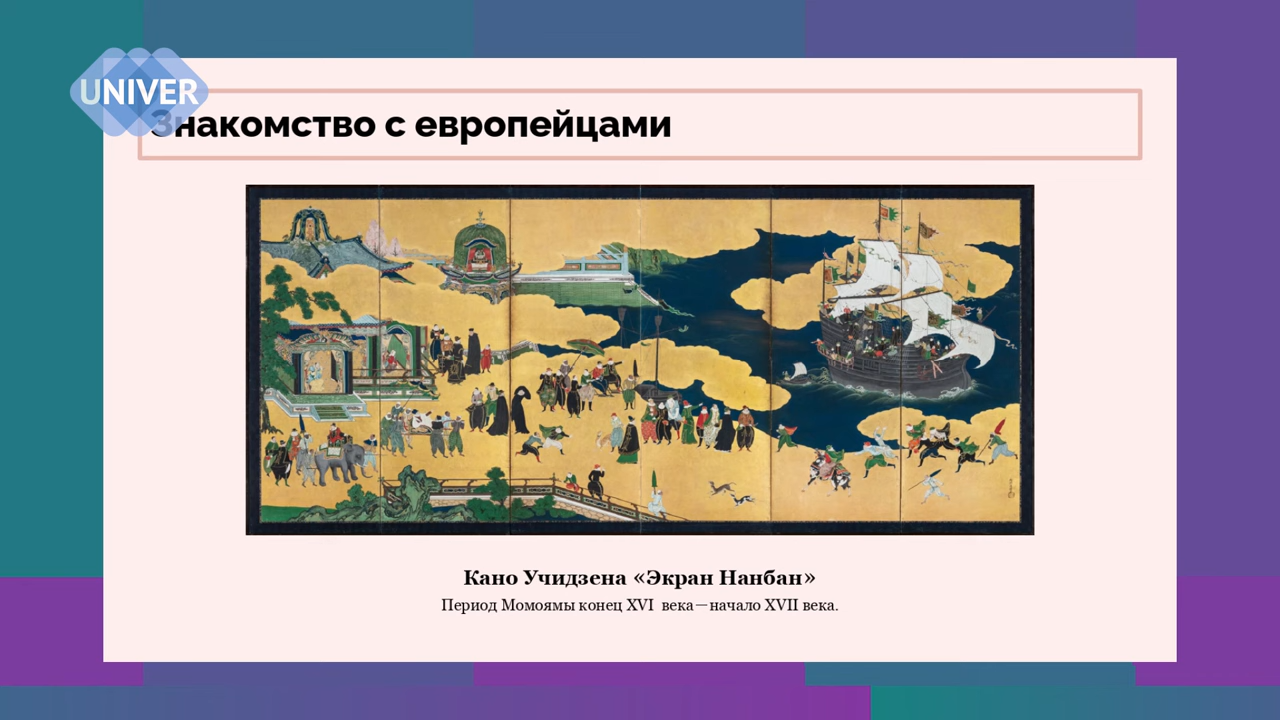 UNIVER
Знакомство с европейцами
Кано Учидзена «Экран Нанбан»
Период Момоямы конец XVI века—начало XVII века.